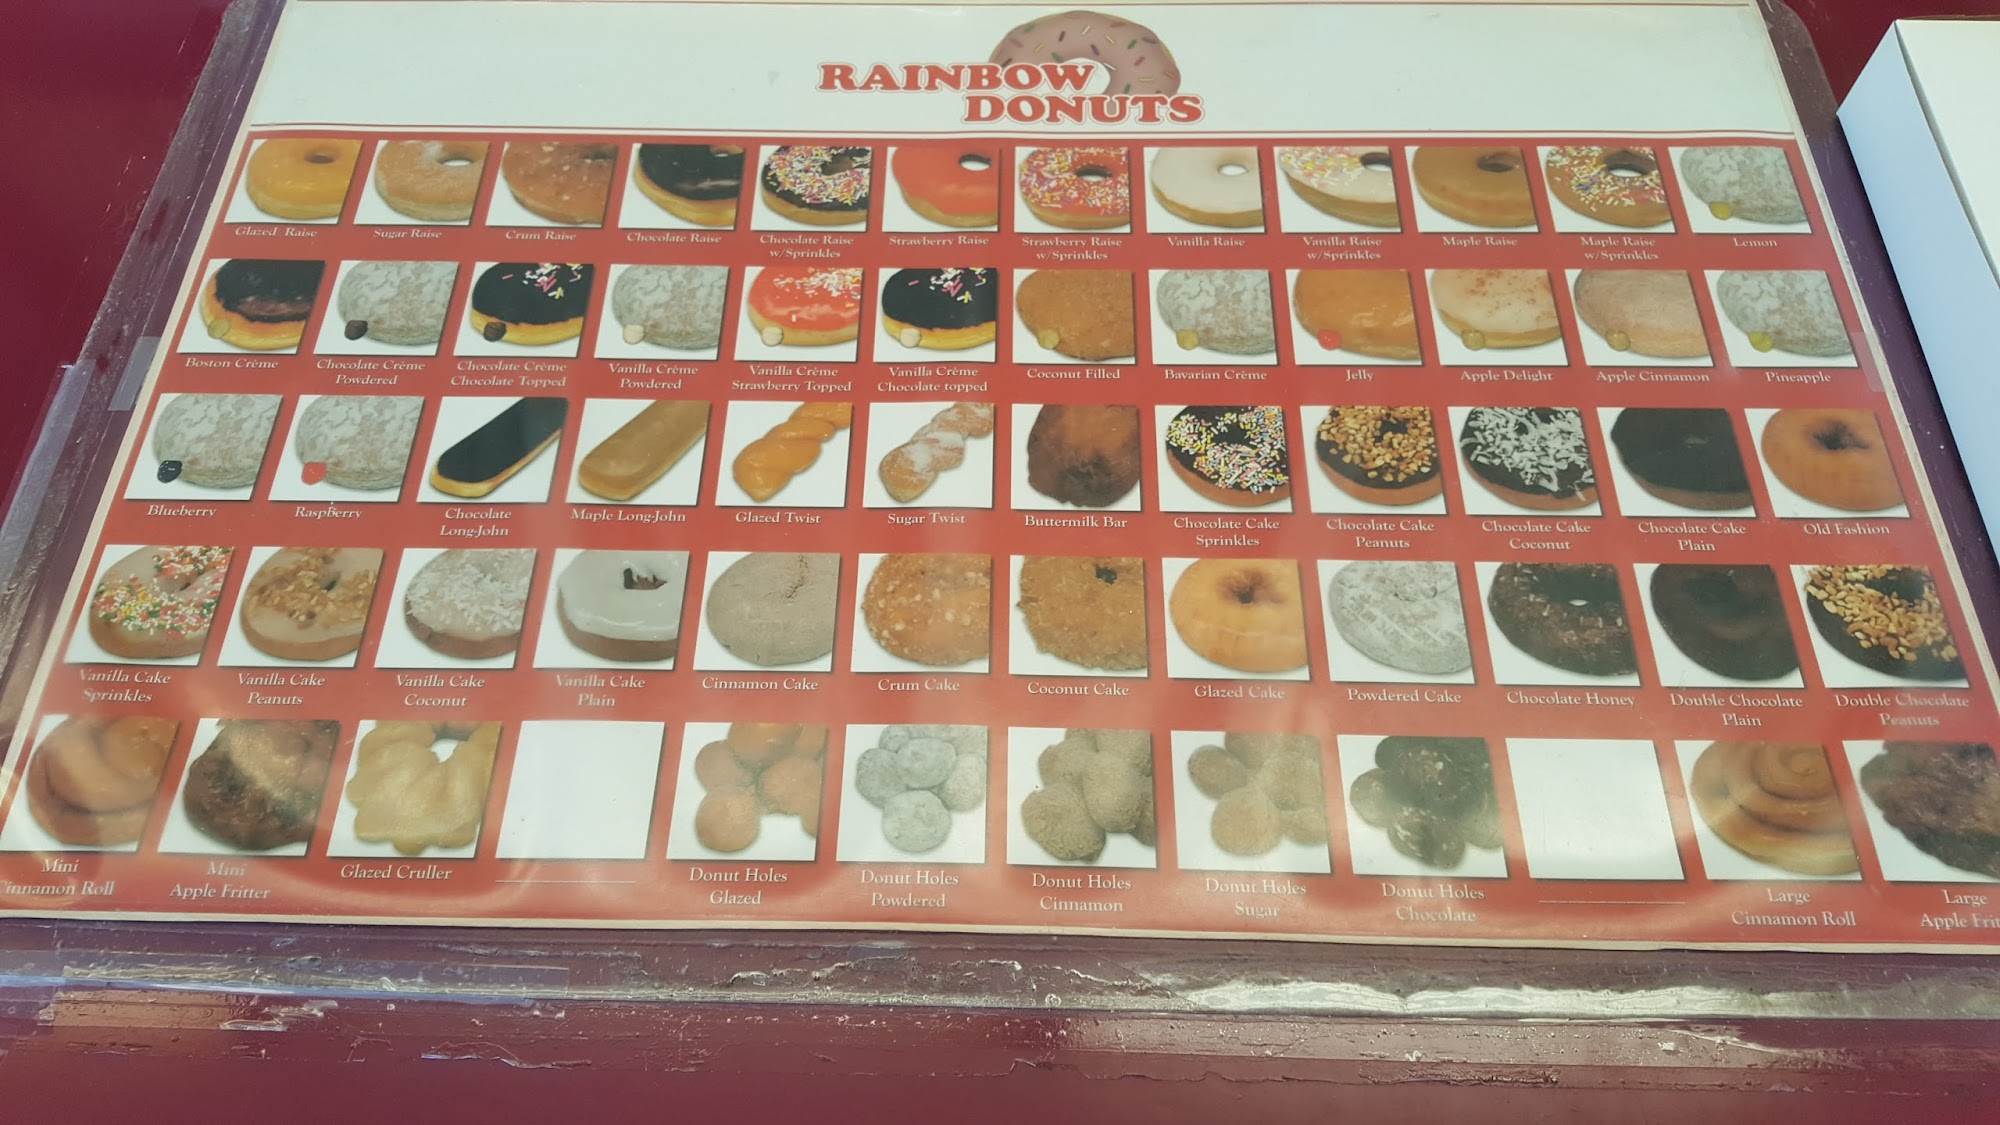 RAINBOW
DONUTS
Glazed Raise
Sugar Raise
Crum Raise
Chocolate Raise
Chocolate Raise
w/Sprinkles
Strawberry Raise
Strawberry Raise
w/Sprinkles
Vanilla Raise
Vanilla Raise
w/Sprinkles
Maple Raise
Maple Raise
w/Sprinkles
Lemon
Boston Crème
Chocolate Crème
Powdered
Chocolate Crème
Chocolate Topped
Vanilla Crème
Powdered
Vanilla Crème
Strawberry Topped
Vanilla Crème
Chocolate topped
Coconut Filled
Bavarian Crème
Jelly
Apple Delight
Apple Cinnamon
Pineapple
Blueberry
Raspberry
Chocolate
Long-John
Maple Long-John
Glazed Twist
Sugar Twist
Buttermilk Bar
Chocolate Cake
Sprinkles
Chocolate Cake
Peanuts
Chocolate Cake
Coconut
Chocolate Cake
Plain
Old Fashion
Vanilla Cake
Sprinkles
Vanilla Cake
Peanuts
Vanilla Cake
Coconut
Vanilla Cake
Plain
Cinnamon Cake
Crum Cake
Coconut Cake
Glazed Cake
Powdered Cake
Chocolate Honey
Double Chocolate
Plain
Double Chocolate
Peanuts
Mini
Cinnamon Roll
Mini
Apple Fritter
Glazed Cruller
Donut Holes
Glazed
Donut Holes
Powdered
Donut Holes
Cinnamon
Donut Holes
Sugar
Donut Holes
Chocolate
Large
Cinnamon Roll
Large
Apple Frit